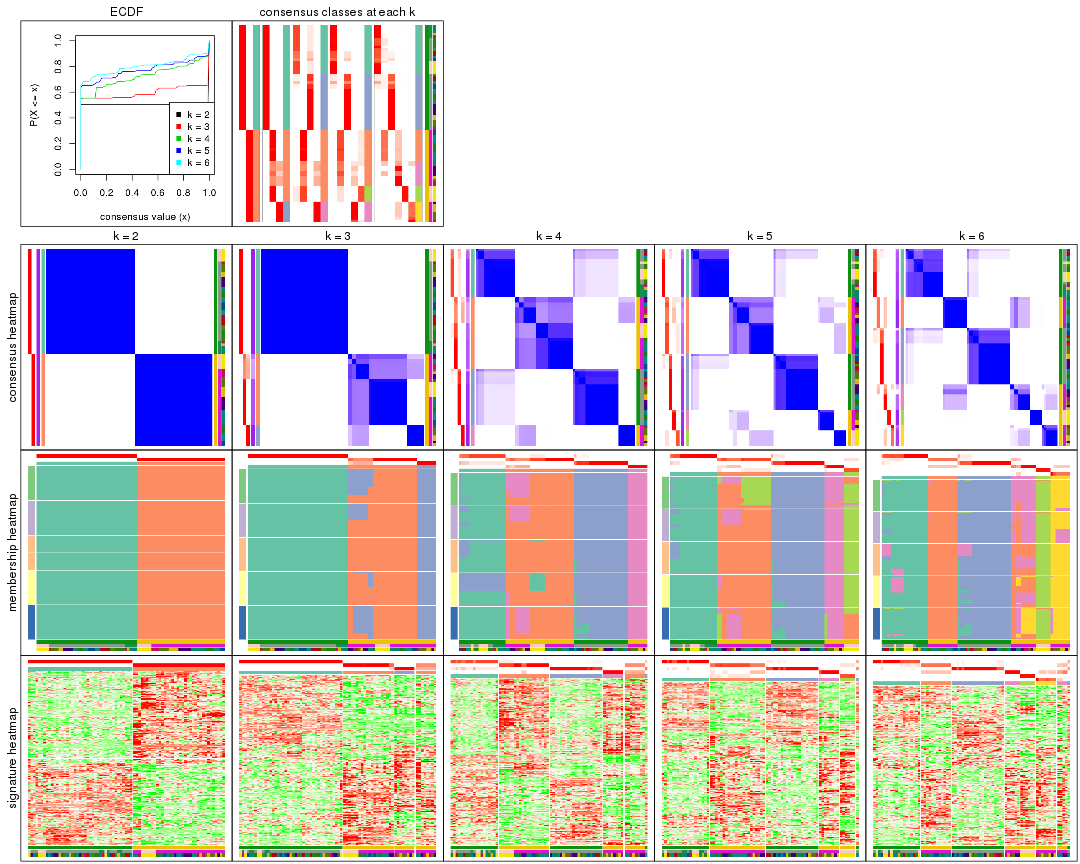 ECDF
consensus classes at each k
P(X <= x)
0.0 0.2 0.4 0.6 0.8 1.0
k = 2
k = 3
k = 4
k = 5
k = 6
0.0 0.2 0.4 0.6 0.8 1.0
consensus value (x)
k = 2
k = 3
k = 4
k = 5
k = 6
consensus heatmap
membership heatmap
signature heatmap